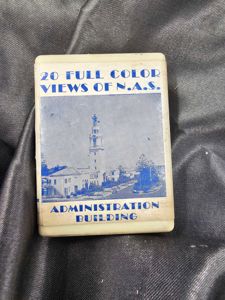 20 FULL COLOR
VIEWS OF N.A.S.
ADMINISTRATION
BUILDING